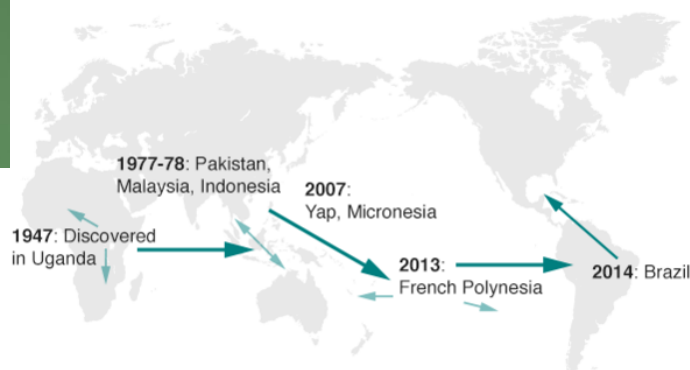 1977-78: Pakistan,
Malaysia, Indonesia
2007:
Yap, Micronesia
1947: Discovered
in Uganda
2013:
French Polynesia
2014: Brazil